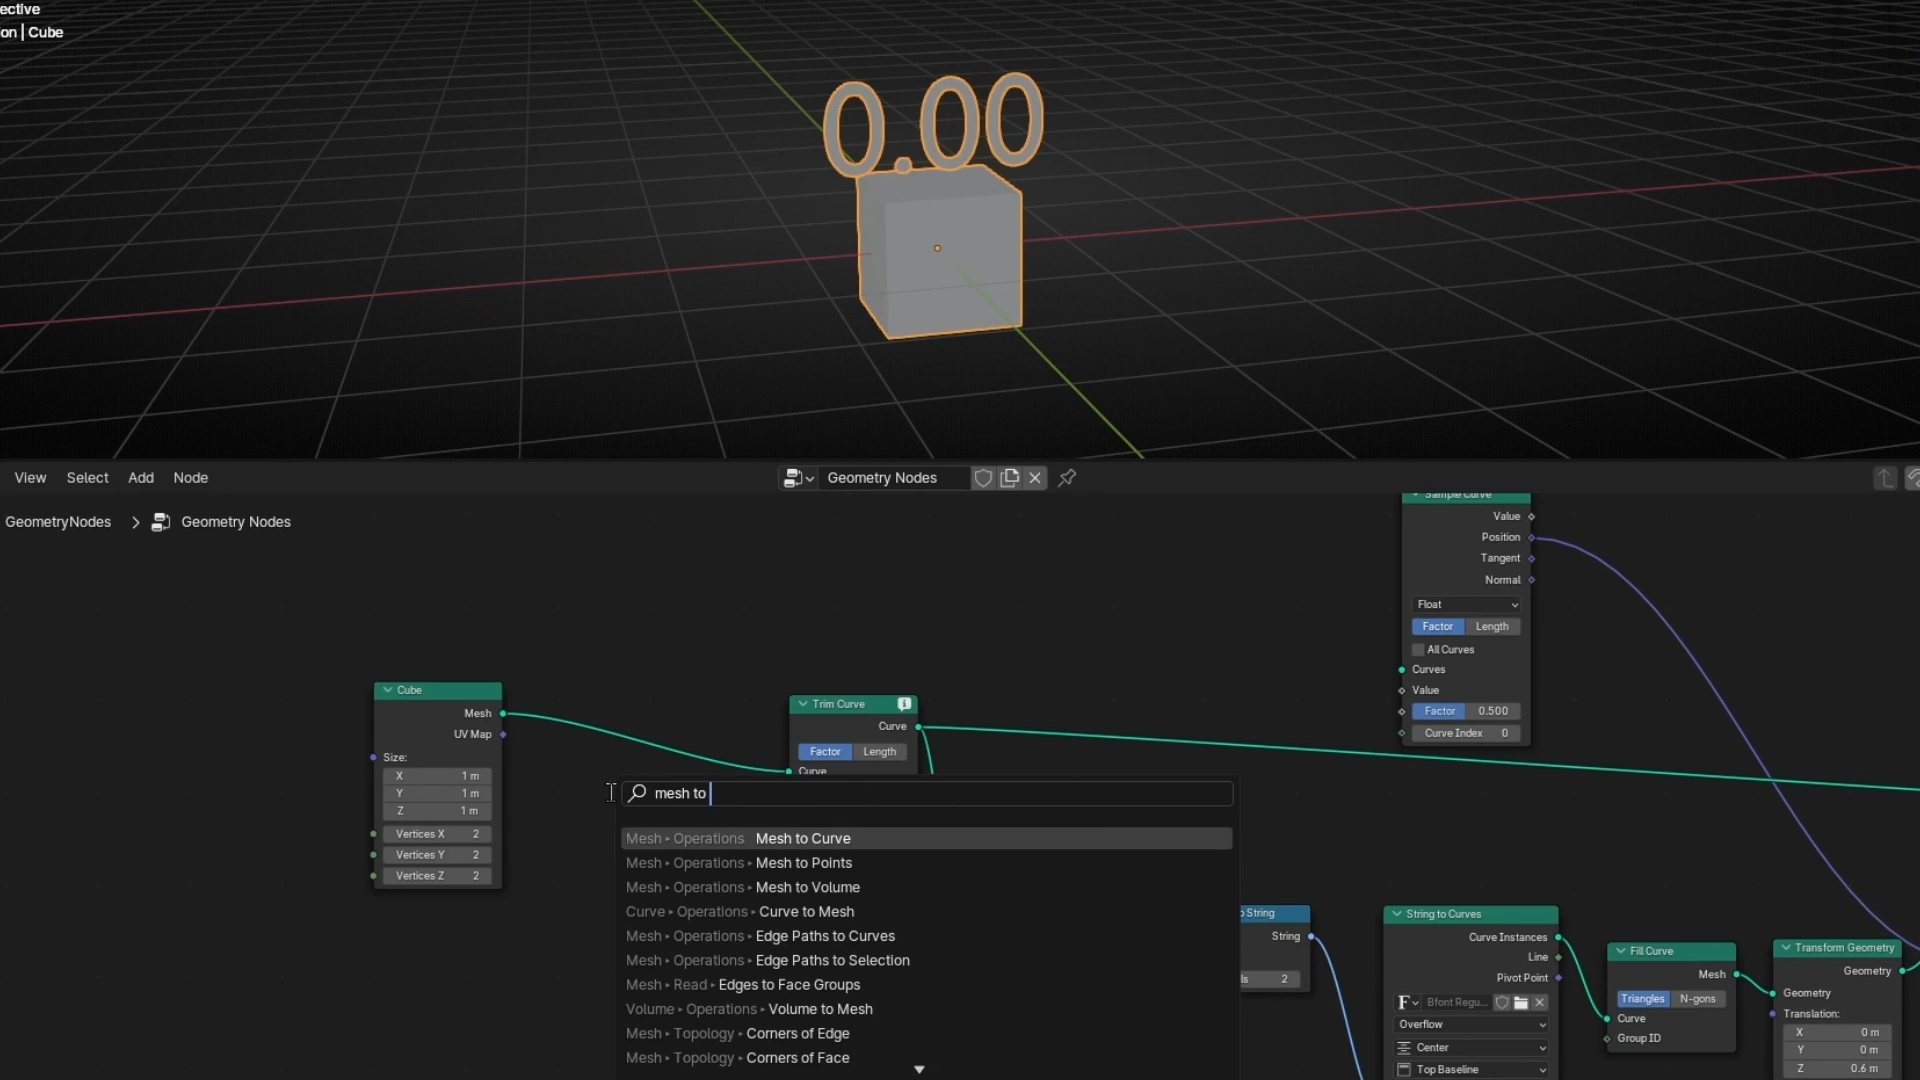 ective
on | Cube
0.00
View Select Add Node
Geometry Nodes
GeometryNodes > Geometry Nodes
Sample Curve
Value
Position
Tangent
Normal
Float
Factor Length
All Curves
Curves
Value
Factor 0.500
Curve Index 0
Cube
Mesh
UV Map
Size:
X 1 m
Y 1 m
Z 1 m
Vertices X 2
Vertices Y 2
Vertices Z 2
Trim Curve
Curve
Factor Length
Curve
mesh to
Mesh ▸ Operations Mesh to Curve
Mesh ▸ Operations ▸ Mesh to Points
Mesh ▸ Operations ▸ Mesh to Volume
Curve ▸ Operations ▸ Curve to Mesh
Mesh ▸ Operations ▸ Edge Paths to Curves
Mesh ▸ Operations ▸ Edge Paths to Selection
Mesh ▸ Read ▸ Edges to Face Groups
Volume ▸ Operations ▸ Volume to Mesh
Mesh ▸ Topology ▸ Corners of Edge
Mesh ▸ Topology ▸ Corners of Face
o String
String
ls 2
String to Curves
Curve Instances
Line
Pivot Point
Bfont Regu...
Overflow
Center
Top Baseline
Fill Curve
Mesh
Triangles N-gons
Curve
Group ID
Transform Geometry
Geometry
Geometry
Translation:
X 0 m
Y 0 m
Z 0.6 m